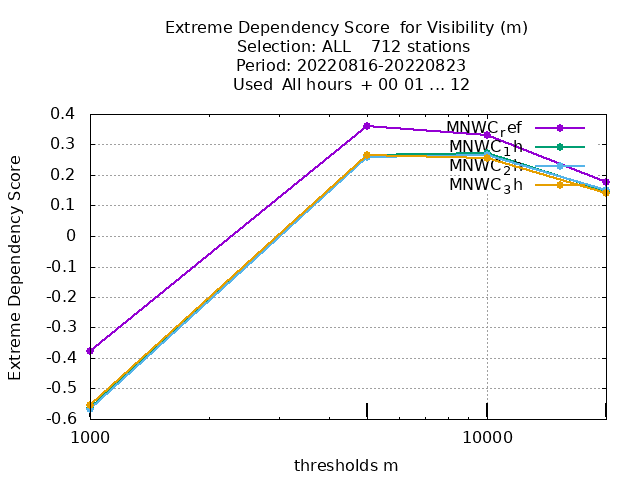 Extreme Dependency Score  for Visibility (m)
Selection: ALL    712 stations
Period: 20220816-20220823
Used  All hours  + 00 01 ... 12
Extreme Dependency Score
0.4
0.3
0.2
0.1
0
-0.1
-0.2
-0.3
-0.4
-0.5
-0.6
MNWC_ref
MNWC_1h
MNWC_2h
MNWC_3h
1000
10000
thresholds m